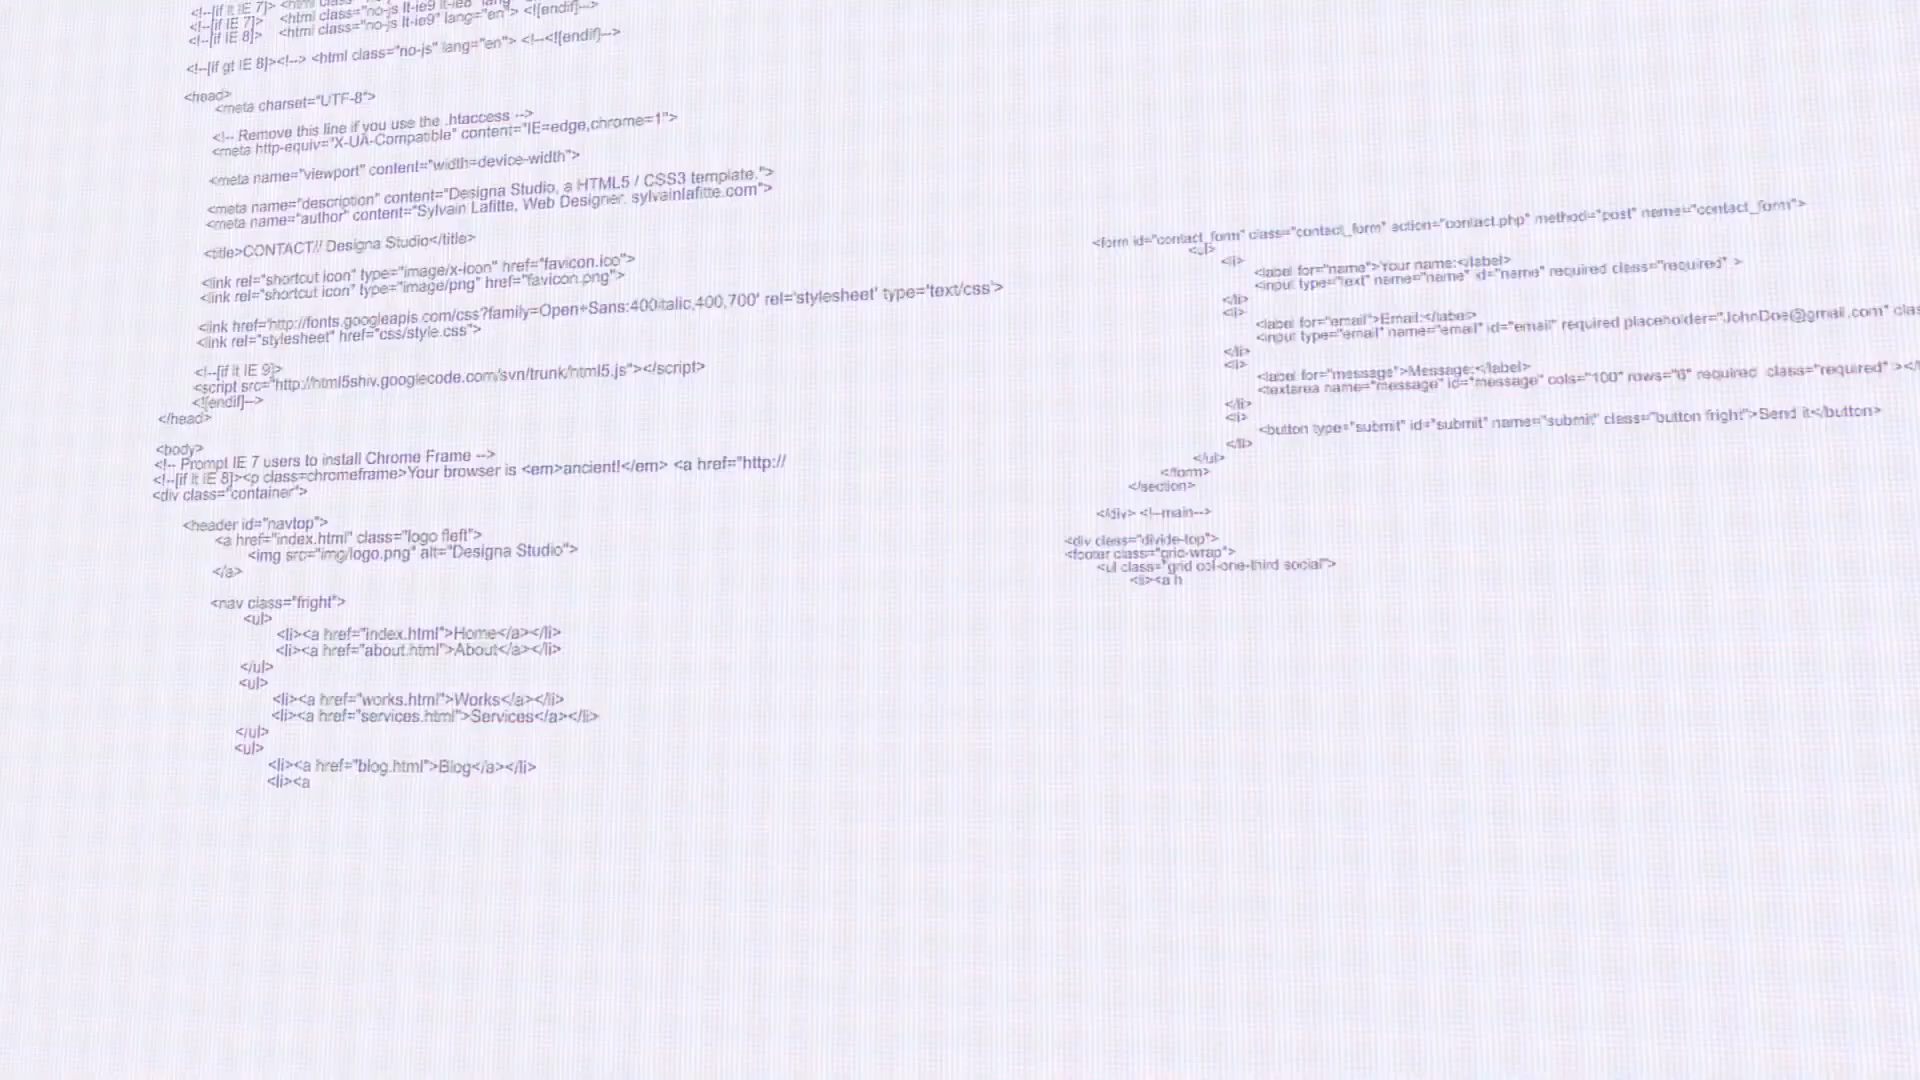 <!--[if lt IE 7]> <html class="no-js lt-ie9 lt-ie8
<!--[if IE 7]> <html class="no-js lt-ie9" lang="en"> <![endif]-->
<!--[if IE 8]>
<!--[if gt IE 8]><!--> <html class="no-js" lang="en"> <!--<![endif]-->
<head>
<meta charset="UTF-8">
<!-- Remove this line if you use the .htaccess -->
<meta http-equiv="X-UA-Compatible" content="IE=edge,chrome=1">
<meta name="viewport" content="width=device-width">
<meta name="description" content="Designa Studio, a HTML5 / CSS3 template.">
<meta name="author" content="Sylvain Lafitte, Web Designer, sylvainlafitte.com">
<title>CONTACT// Designa Studio</title>
<link rel="shortcut icon" type="image/x-icon" href="favicon.ico">
<link rel="shortcut icon" type="image/png" href="favicon.png">
<link href='http://fonts.googleapis.com/css?family=Open+Sans:400italic,400,700' rel='stylesheet' type='text/css'>
<link rel="stylesheet" href="css/style.css">
<!--[if lt IE 9]>
<script src="http://html5shiv.googlecode.com/svn/trunk/html5.js"></script>
<![endif]-->
</head>
<body>
<!-- Prompt IE 7 users to install Chrome Frame -->
<!--[if lt IE 8]><p class=chromeframe>Your browser is <em>ancient!</em> <a href="http://
<div class="container">
<header id="navtop">
<a href="index.html" class="logo fleft">
<img src="img/logo.png" alt="Designa Studio">
</a>
<nav class="fright">
<ul>
<li><a href="index.html">Home</a></li>
<li><a href="about.html">About</a></li>
</ul>
<ul>
<li><a href="works.html">Works</a></li>
<li><a href="services.html">Services</a></li>
</ul>
<ul>
<li><a href="blog.html">Blog</a></li>
<li><a
<form id="contact_form" class="contact_form" action="contact.php" method="post" name="contact_form">
<ul>
<li>
<label for="name">Your name:</label>
<input type="text" name="name" id="name" required class="required" >
</li>
<li>
<label for="email">Email:</label>
<input type="email" name="email" id="email" required placeholder="JohnDoe@gmail.com" clas
</li>
<li>
<label for="message">Message:</label>
<textarea name="message" id="message" cols="100" rows="6" required class="required" ></
</li>
<li>
<button type="submit" id="submit" name="submit" class="button fright">Send it</button>
</li>
</ul>
</form>
</section>
</div> <!--main-->
<div class="divide-top">
<footer class="grid-wrap">
<ul class="grid col-one-third social">
<li><a h